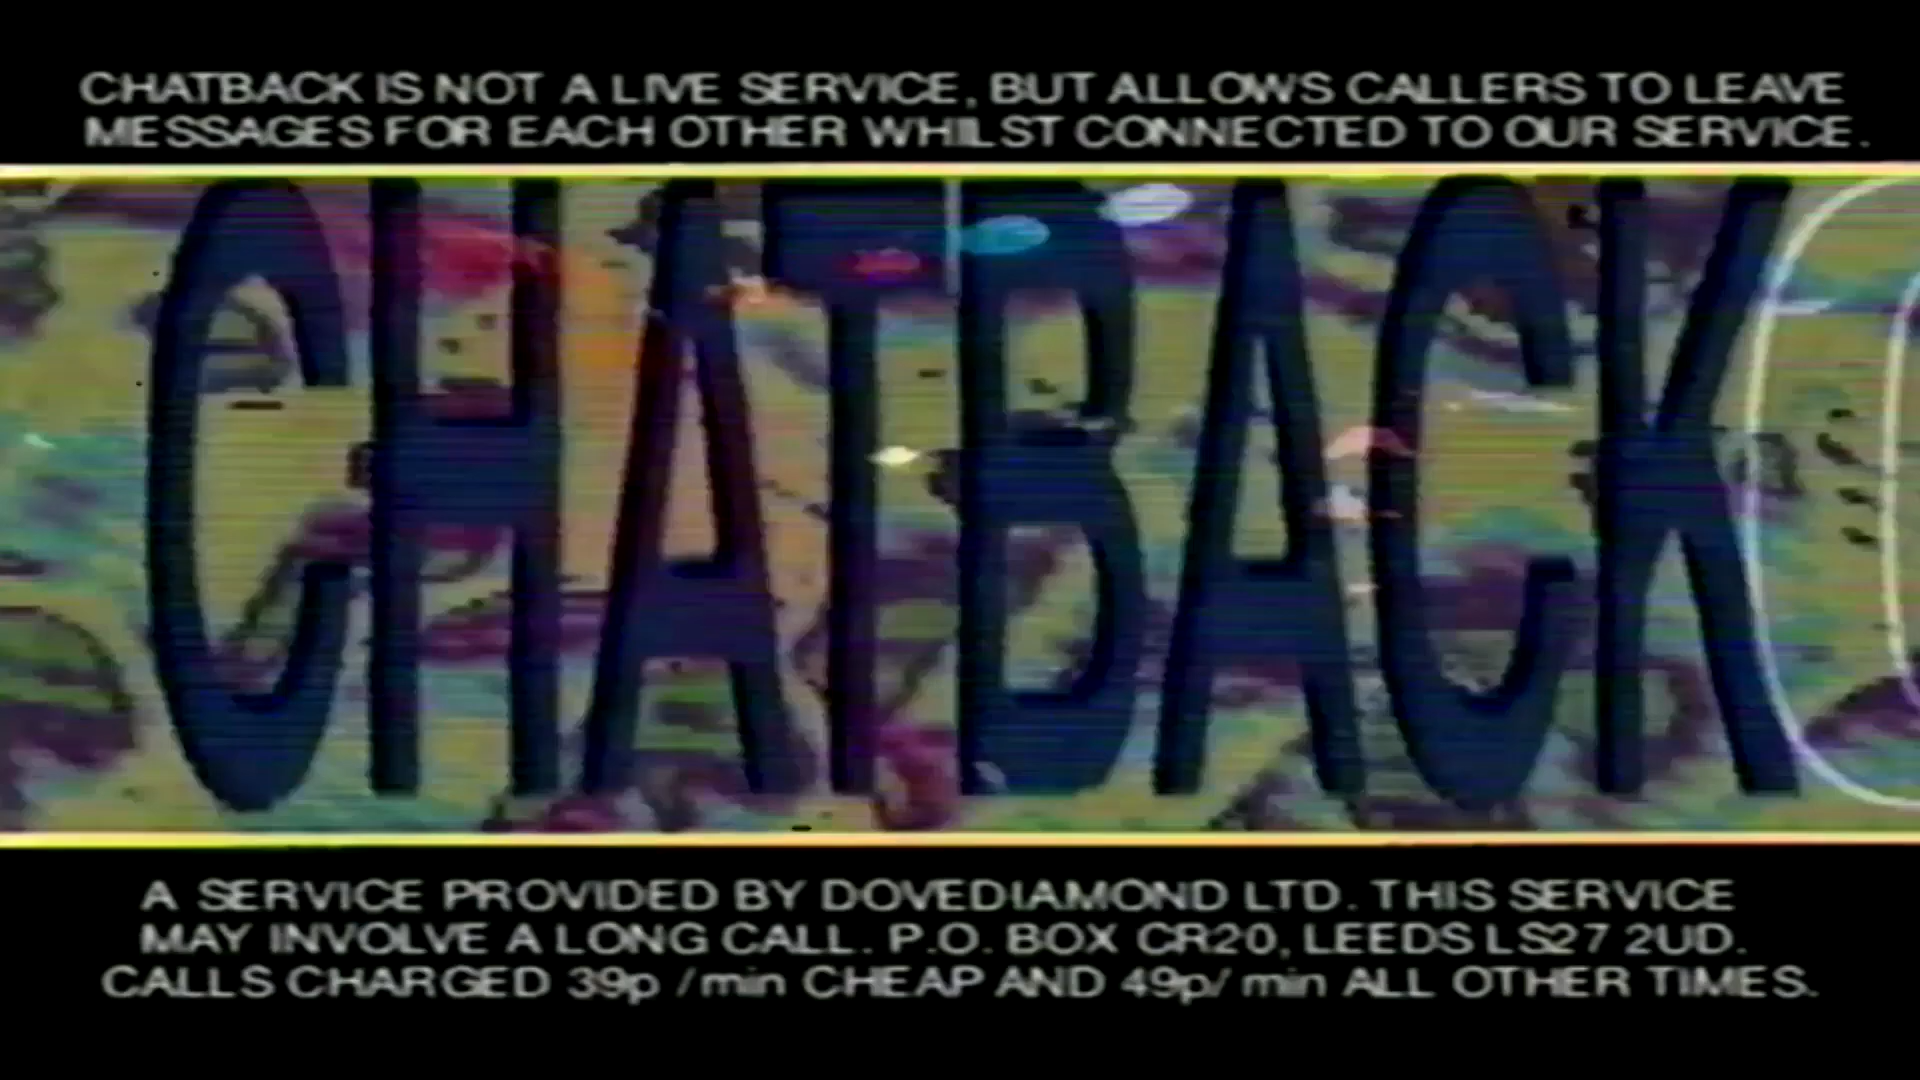 CHATBACK IS NOT A LIVE SERVICE, BUT ALLOWS CALLERS TO LEAVE
MESSAGES FOR EACH OTHER WHILST CONNECTED TO OUR SERVICE.
CHATBACK
A SERVICE PROVIDED BY DOVEDIAMOND LTD. THIS SERVICE
MAY INVOLVE A LONG CALL. P.O. BOX CR20, LEEDS LS27 2UD.
CALLS CHARGED 39p /min CHEAP AND 49p/ min ALL OTHER TIMES.